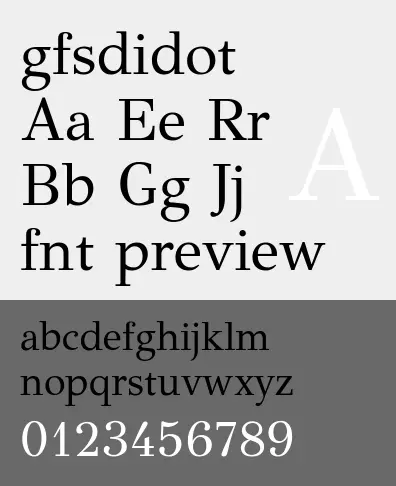 gfsdidot
Aa Ee Rr
A
Bb Gg Jj
fnt preview
abcdefghijklm
nopqrstuvwxyz
0123456789